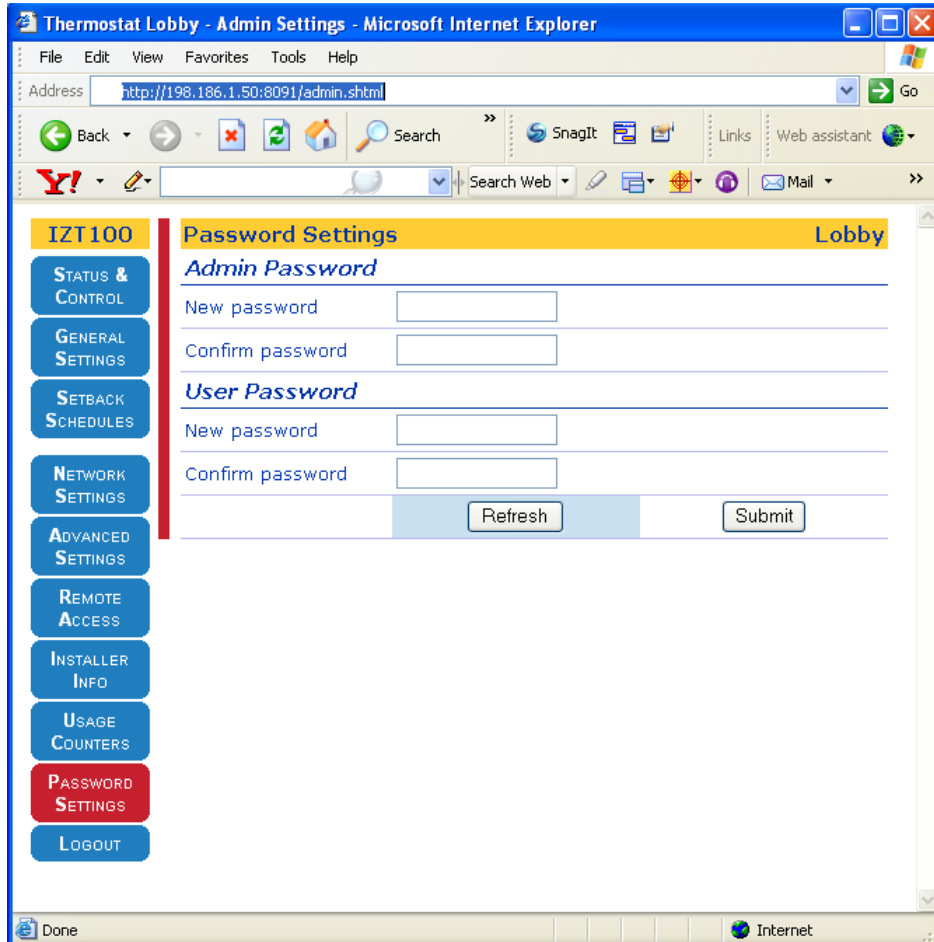 Thermostat Lobby - Admin Settings - Microsoft Internet Explorer
File Edit View Favorites Tools Help
Address http://198.186.1.50:8091/admin.shtml Go
Back Search » SnagIt Links Web assistant
Y! Search Web Mail »
IZT100
Password Settings Lobby
Admin Password
New password
Confirm password
User Password
New password
Confirm password
Refresh Submit
STATUS &
CONTROL
GENERAL
SETTINGS
SETBACK
SCHEDULES
NETWORK
SETTINGS
ADVANCED
SETTINGS
REMOTE
ACCESS
INSTALLER
INFO
USAGE
COUNTERS
PASSWORD
SETTINGS
LOGOUT
Done Internet